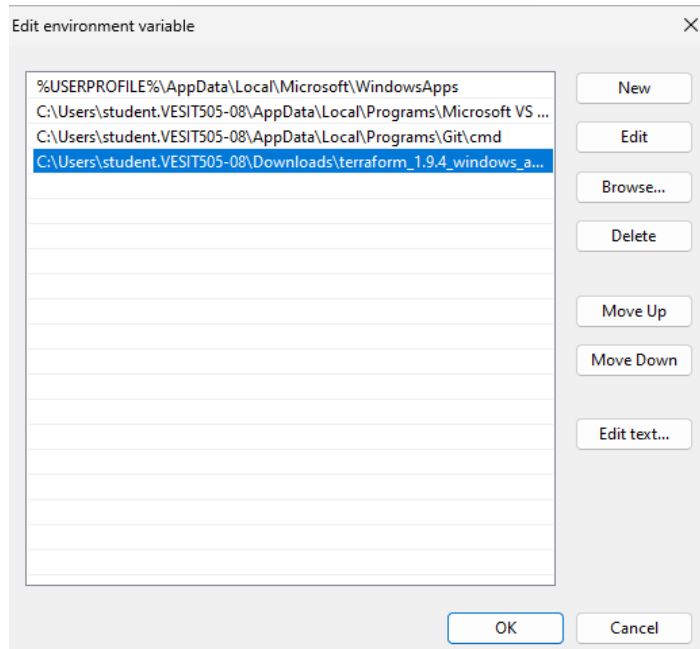 Edit environment variable
%USERPROFILE%\AppData\Local\Microsoft\WindowsApps
C:\Users\student.VESIT505-08\AppData\Local\Programs\Microsoft VS ...
C:\Users\student.VESIT505-08\AppData\Local\Programs\Git\cmd
C:\Users\student.VESIT505-08\Downloads\terraform_1.9.4_windows_a...
New
Edit
Browse...
Delete
Move Up
Move Down
Edit text...
OK
Cancel